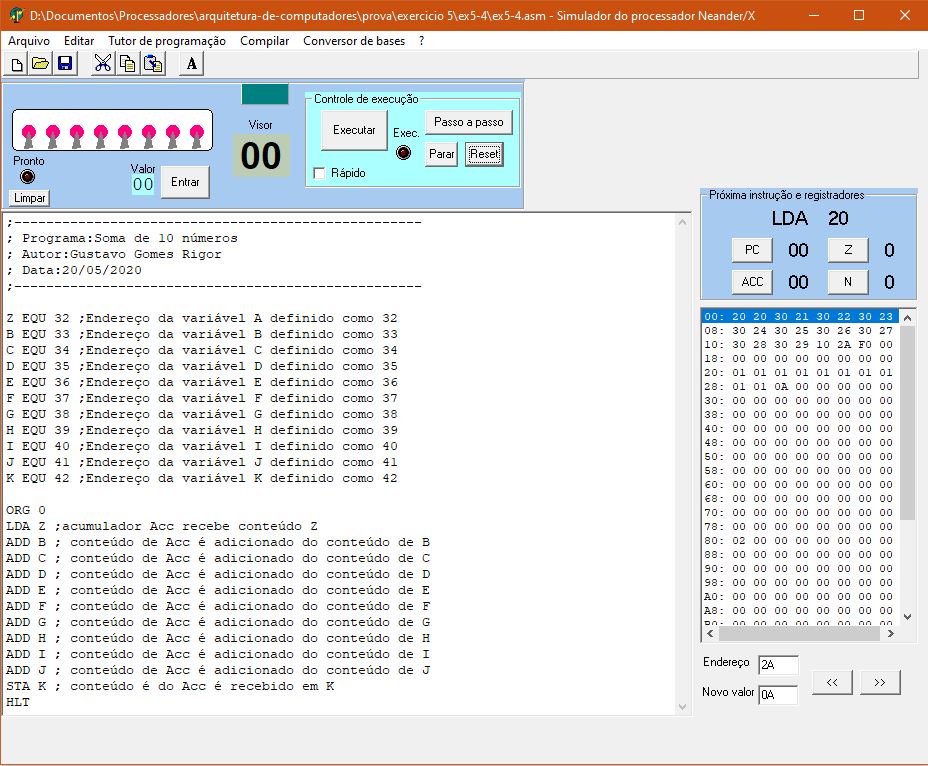 D:\Documentos\Processadores\arquitetura-de-computadores\prova\exercicio 5\ex5-4\ex5-4.asm - Simulador do processador Neander/X
Arquivo Editar Tutor de programação Compilar Conversor de bases ?
A
Pronto
Limpar
Valor
00
Entrar
Visor
00
Controle de execução
Executar
Exec.
Passo a passo
Parar
Reset
Rápido
;---------------------------------------------------
; Programa:Soma de 10 números
; Autor:Gustavo Gomes Rigor
; Data:20/05/2020
;---------------------------------------------------
Z EQU 32 ;Endereço da variável A definido como 32
B EQU 33 ;Endereço da variável B definido como 33
C EQU 34 ;Endereço da variável C definido como 34
D EQU 35 ;Endereço da variável D definido como 35
E EQU 36 ;Endereço da variável E definido como 36
F EQU 37 ;Endereço da variável F definido como 37
G EQU 38 ;Endereço da variável G definido como 38
H EQU 39 ;Endereço da variável H definido como 39
I EQU 40 ;Endereço da variável I definido como 40
J EQU 41 ;Endereço da variável J definido como 41
K EQU 42 ;Endereço da variável K definido como 42
ORG 0
LDA Z ;acumulador Acc recebe conteúdo Z
ADD B ; conteúdo de Acc é adicionado do conteúdo de B
ADD C ; conteúdo de Acc é adicionado do conteúdo de C
ADD D ; conteúdo de Acc é adicionado do conteúdo de D
ADD E ; conteúdo de Acc é adicionado do conteúdo de E
ADD F ; conteúdo de Acc é adicionado do conteúdo de F
ADD G ; conteúdo de Acc é adicionado do conteúdo de G
ADD H ; conteúdo de Acc é adicionado do conteúdo de H
ADD I ; conteúdo de Acc é adicionado do conteúdo de I
ADD J ; conteúdo de Acc é adicionado do conteúdo de J
STA K ; conteúdo é do Acc é recebido em K
HLT
Próxima instrução e registradores
LDA 20
PC 00 Z 0
ACC 00 N 0
00: 20 20 30 21 30 22 30 23
08: 30 24 30 25 30 26 30 27
10: 30 28 30 29 10 2A F0 00
18: 00 00 00 00 00 00 00 00
20: 01 01 01 01 01 01 01 01
28: 01 01 0A 00 00 00 00 00
30: 00 00 00 00 00 00 00 00
38: 00 00 00 00 00 00 00 00
40: 00 00 00 00 00 00 00 00
48: 00 00 00 00 00 00 00 00
50: 00 00 00 00 00 00 00 00
58: 00 00 00 00 00 00 00 00
60: 00 00 00 00 00 00 00 00
68: 00 00 00 00 00 00 00 00
70: 00 00 00 00 00 00 00 00
78: 00 00 00 00 00 00 00 00
80: 02 00 00 00 00 00 00 00
88: 00 00 00 00 00 00 00 00
90: 00 00 00 00 00 00 00 00
98: 00 00 00 00 00 00 00 00
A0: 00 00 00 00 00 00 00 00
A8: 00 00 00 00 00 00 00 00
B0: 00 00 00 00 00 00 00 00
Endereço 2A
Novo valor 0A
<< >>